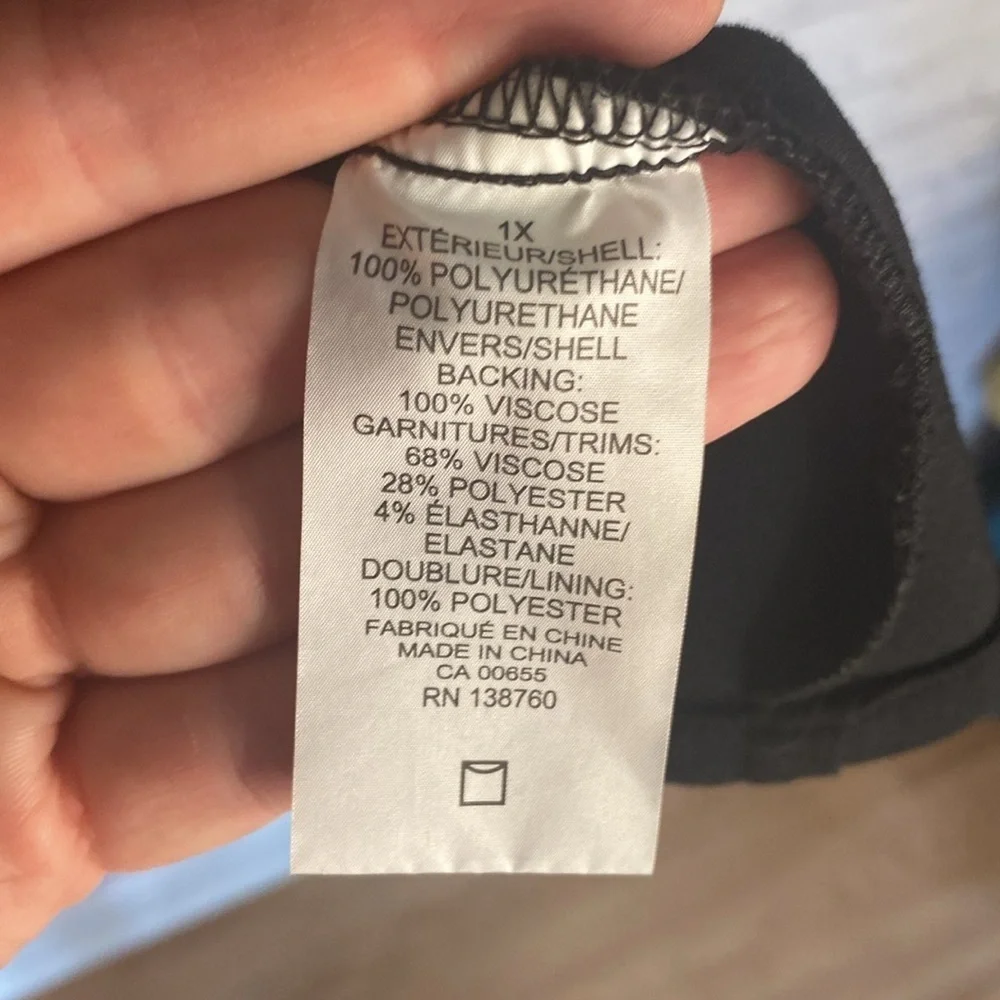 1X
EXTÉRIEUR/SHELL:
100% POLYURÉTHANE/
POLYURETHANE
ENVERS/SHELL
BACKING:
100% VISCOSE
GARNITURES/TRIMS:
68% VISCOSE
28% POLYESTER
4% ÉLASTHANNE/
ELASTANE
DOUBLURE/LINING:
100% POLYESTER
FABRIQUÉ EN CHINE
MADE IN CHINA
CA 00655
RN 138760